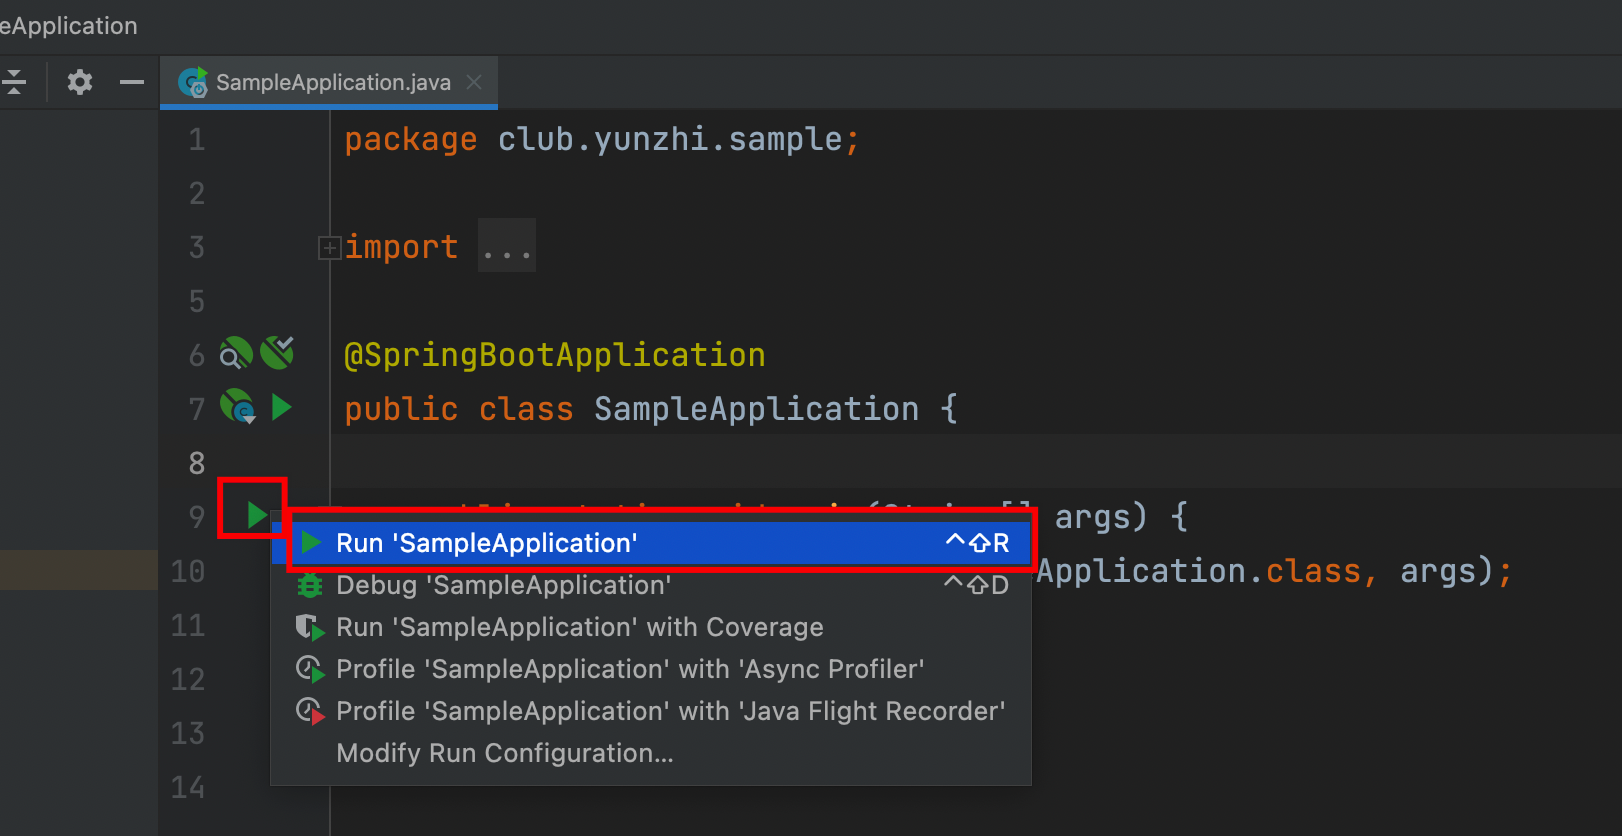 eApplication
SampleApplication.java
1 package club.yunzhi.sample;
2
3 import ...
5
6 @SpringBootApplication
7 public class SampleApplication {
8
9 args) {
Run 'SampleApplication' ^⇧R
10 Application.class, args);
Debug 'SampleApplication' ^⇧D
11
Run 'SampleApplication' with Coverage
12
Profile 'SampleApplication' with 'Async Profiler'
13
Profile 'SampleApplication' with 'Java Flight Recorder'
Modify Run Configuration...
14